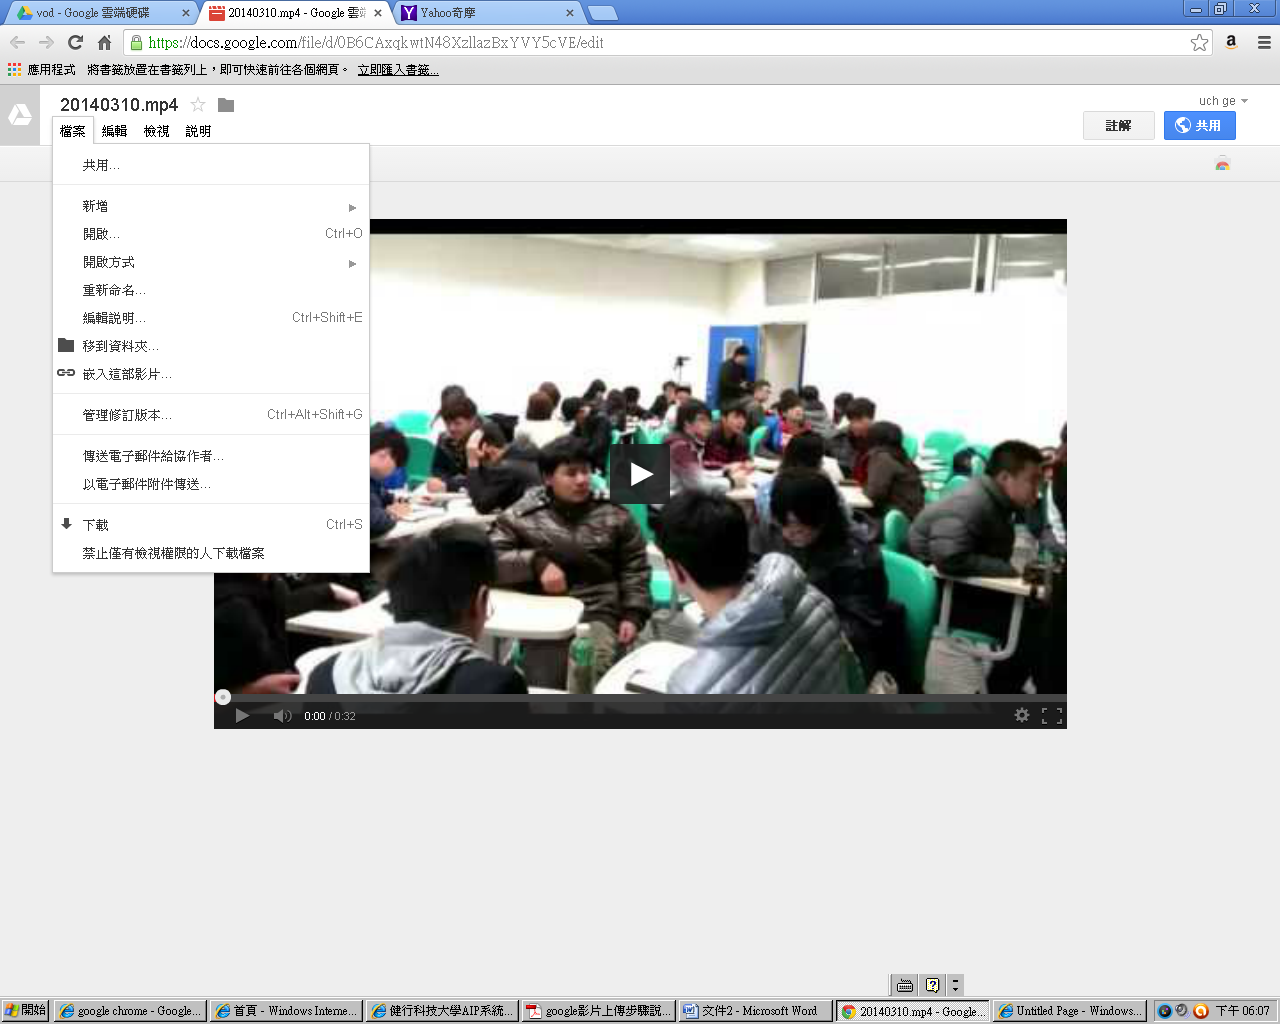 vod - Google 雲端硬碟
20140310.mp4 - Google 雲端
Yahoo奇摩
https://docs.google.com/file/d/0B6CAxqkwtN48XzllazBxYVY5cVE/edit
應用程式 將書籤放置在書籤列上，即可快速前往各個網頁。 立即匯入書籤...
20140310.mp4
uch ge
檔案 編輯 檢視 說明
註解 共用
共用...
新增
開啟... Ctrl+O
開啟方式
重新命名...
編輯說明... Ctrl+Shift+E
移到資料夾...
嵌入這部影片...
管理修訂版本... Ctrl+Alt+Shift+G
傳送電子郵件給協作者...
以電子郵件附件傳送...
下載 Ctrl+S
禁止僅有檢視權限的人下載檔案
0:00 / 0:32
開始
google chrome - Google...
首頁 - Windows Interne...
健行科技大學AIP系統...
google影片上傳步驟說...
文件2 - Microsoft Word
20140310.mp4 - Google...
Untitled Page - Windows...
下午 06:07